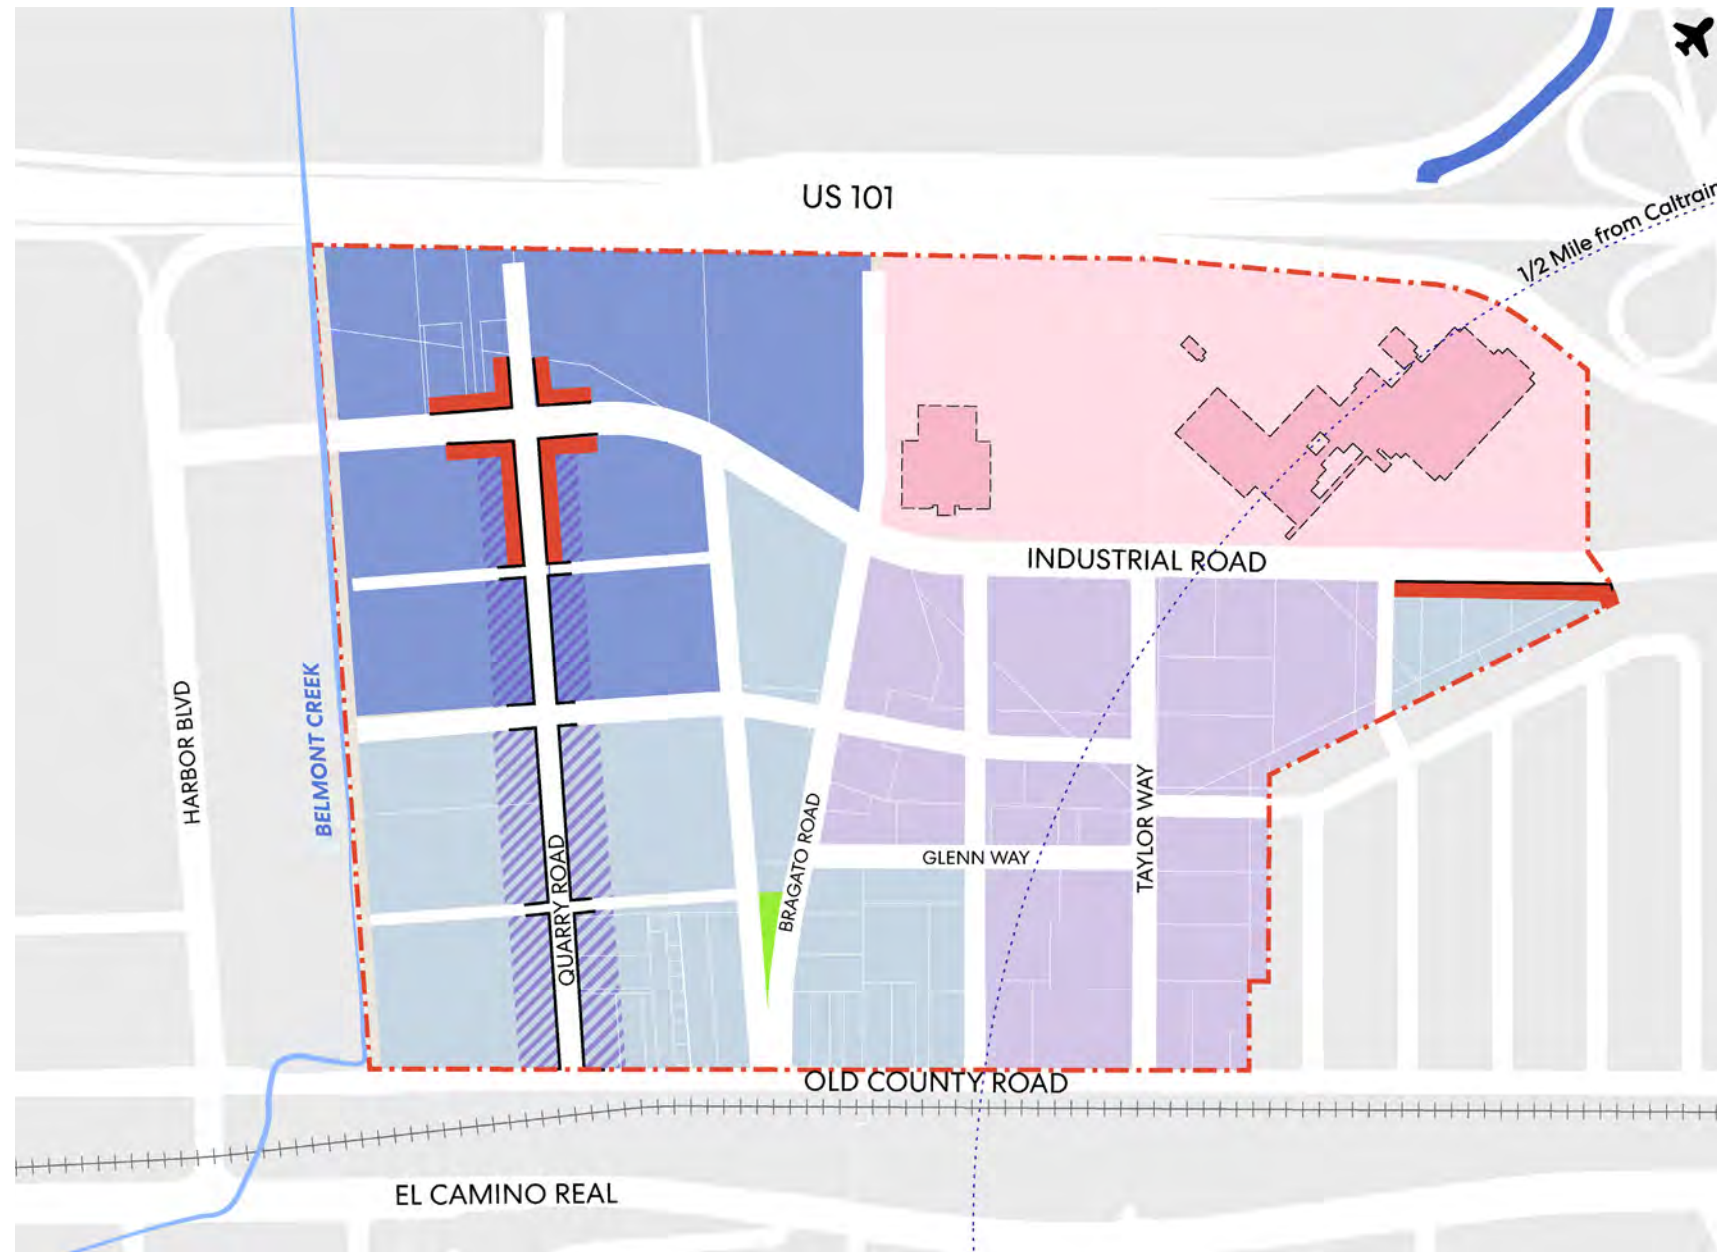 US 101
1/2 Mile from Caltrain
INDUSTRIAL ROAD
HARBOR BLVD
BELMONT CREEK
QUARRY ROAD
BRAGATO ROAD
GLENN WAY
TAYLOR WAY
OLD COUNTY ROAD
EL CAMINO REAL